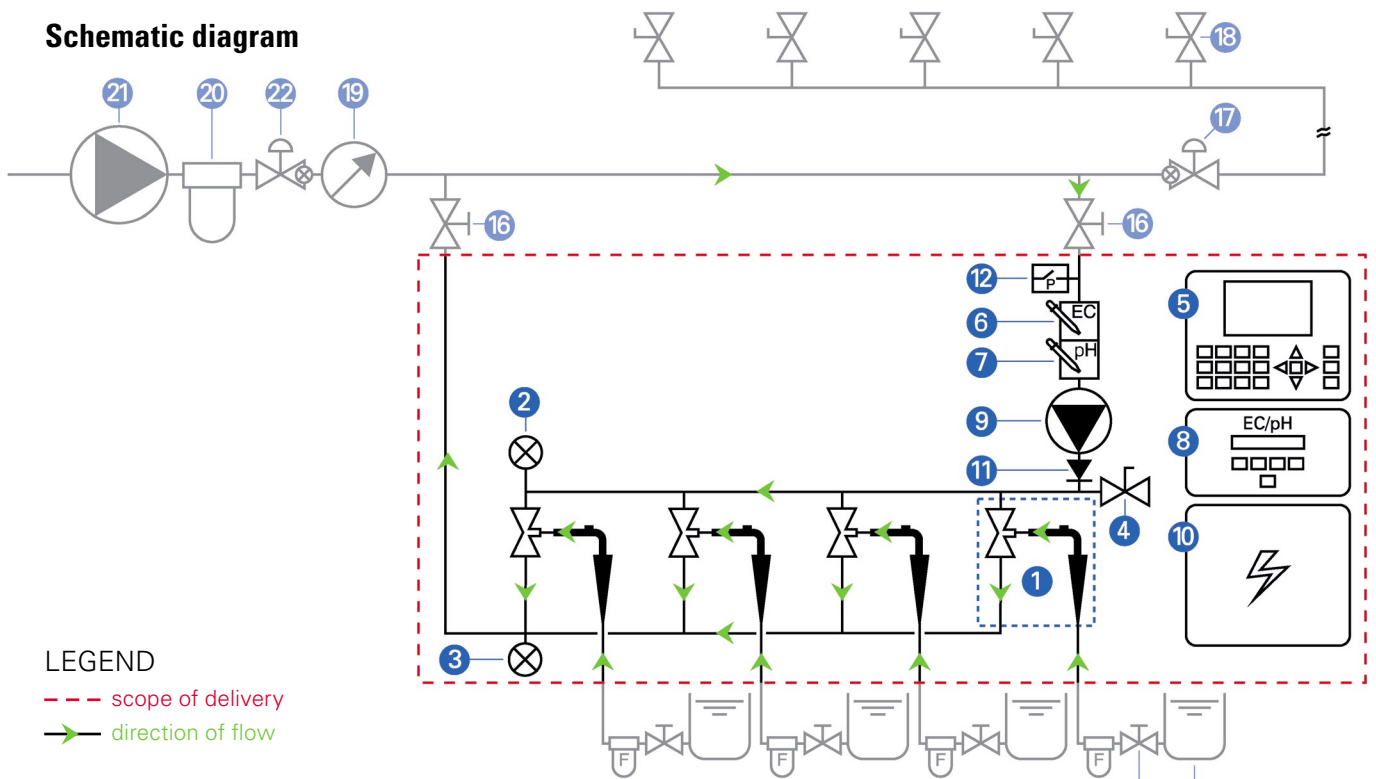 Schematic diagram
18
21
20
22
19
17
16
16
12
P
5
6
EC
7
pH
2
9
8
EC/pH
11
4
10
1
3
LEGEND
scope of delivery
direction of flow
F
F
F
F